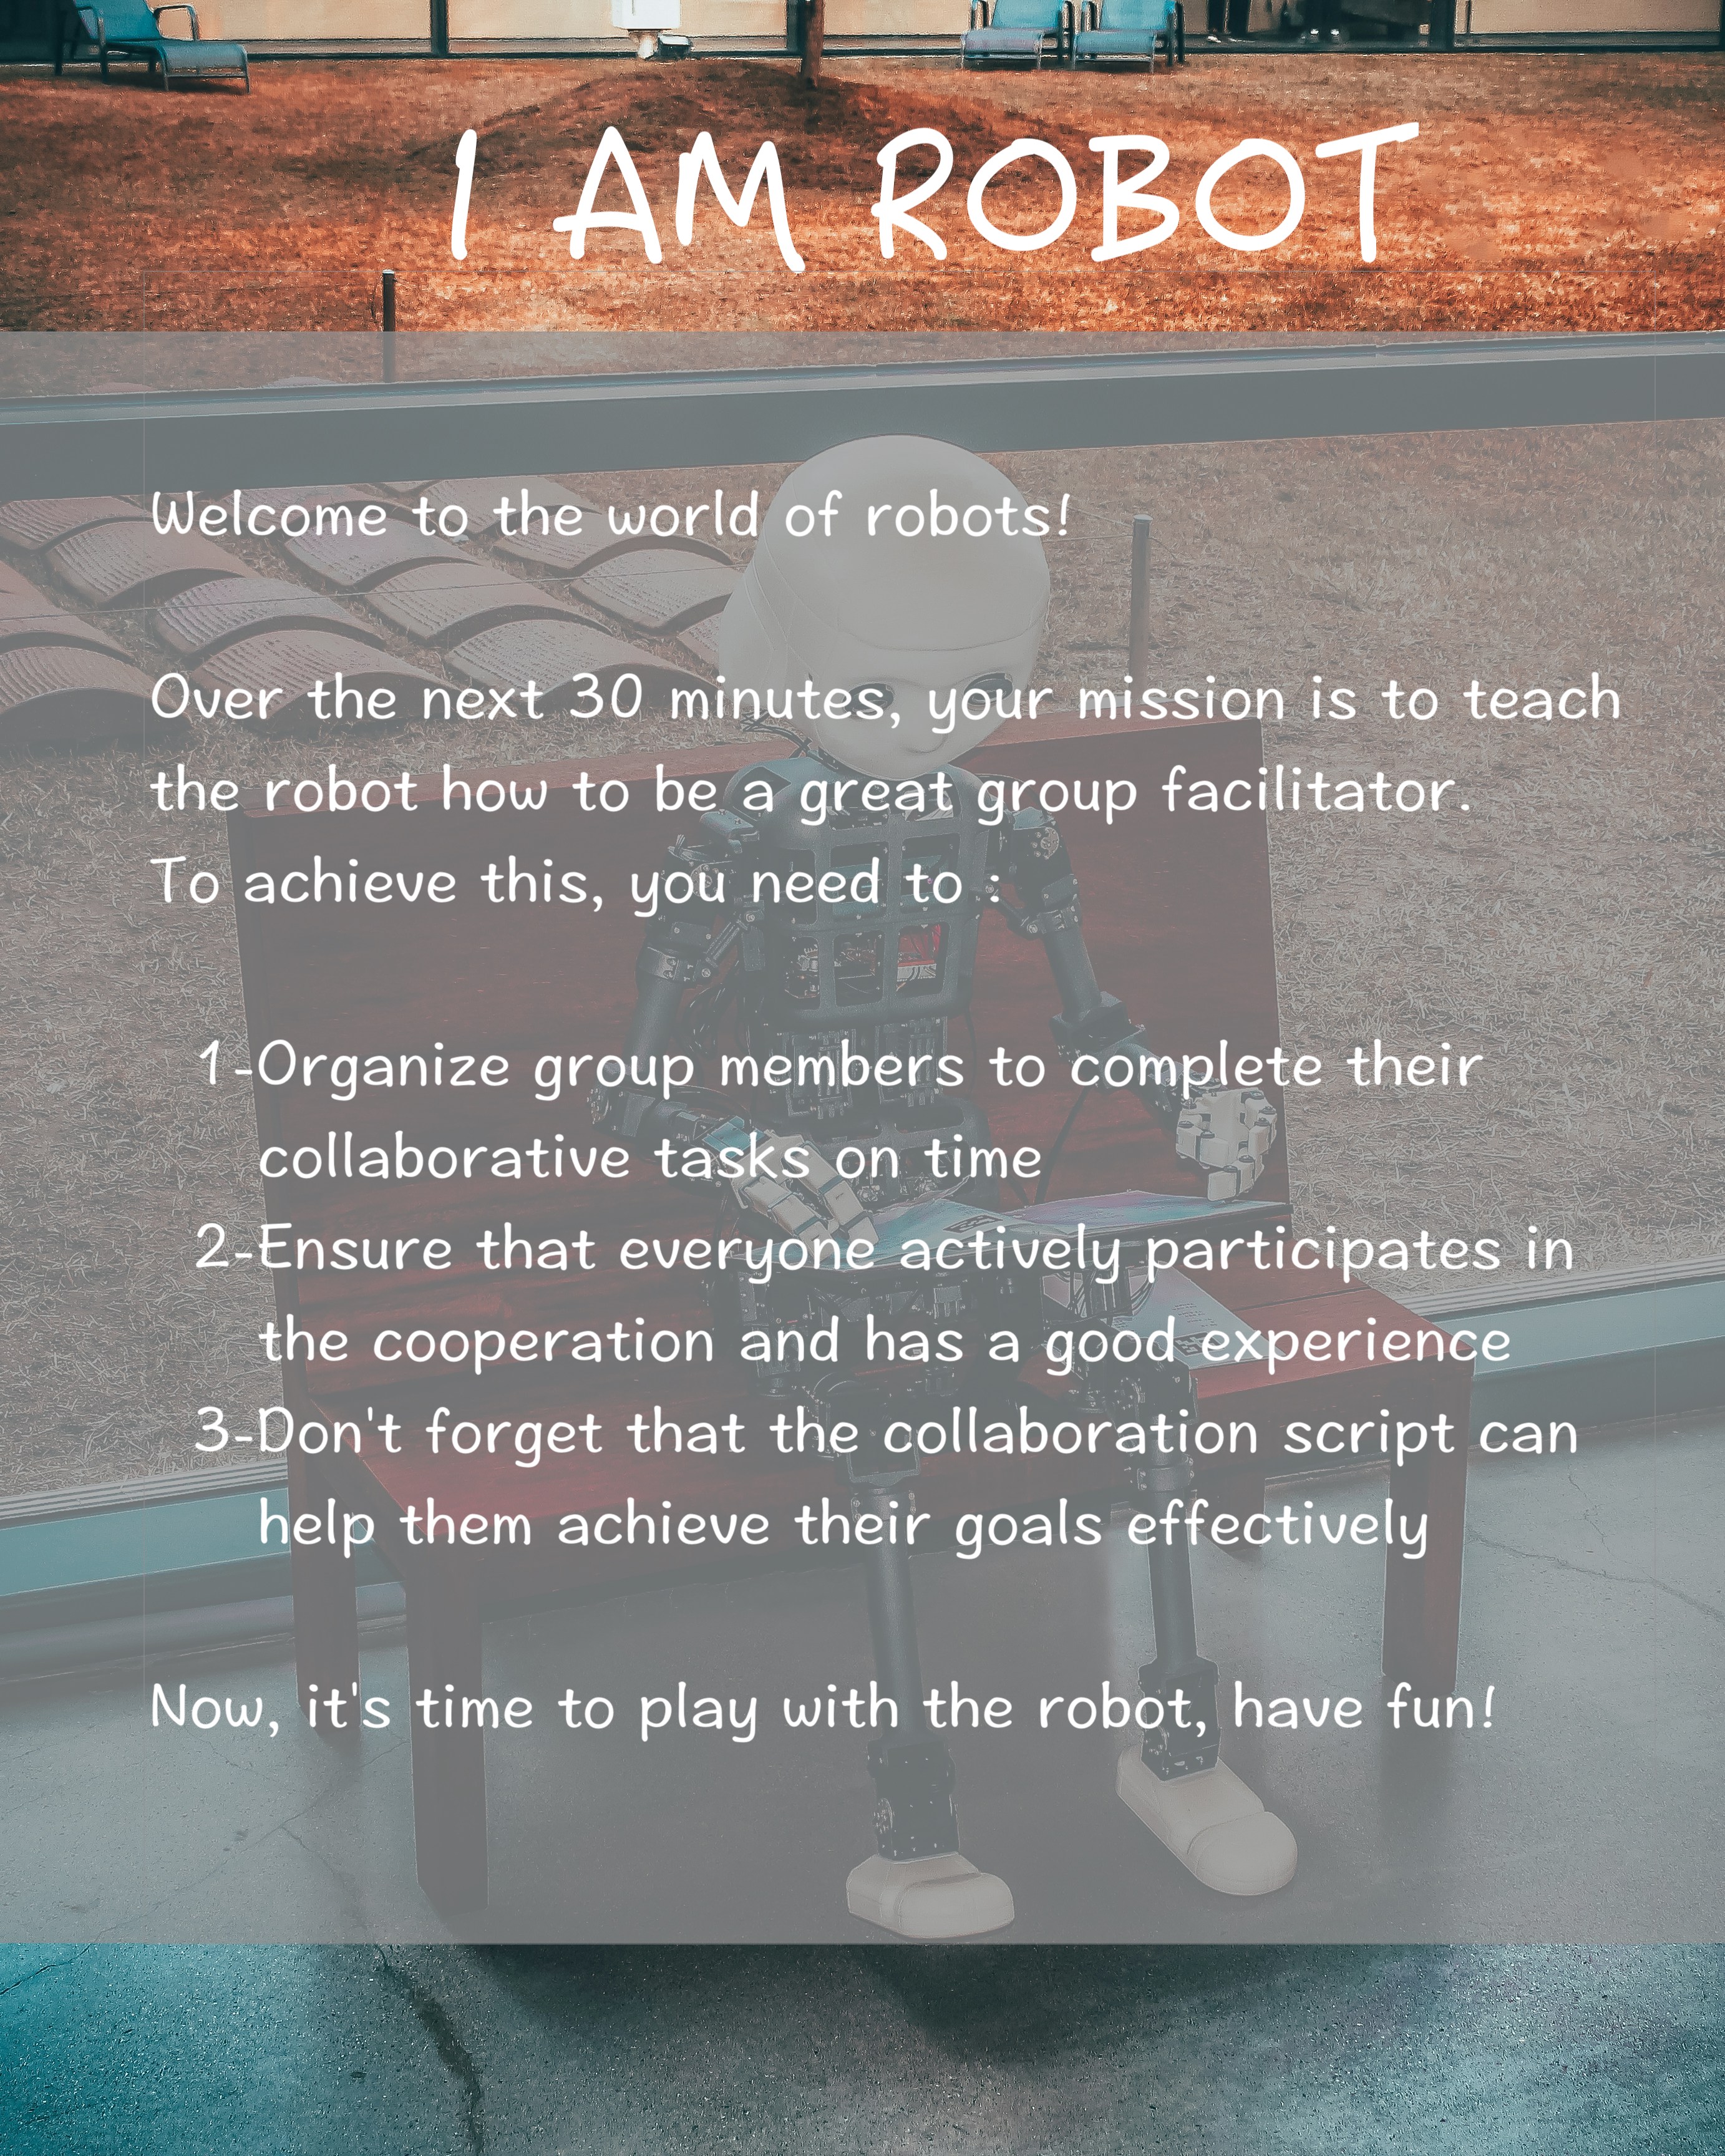 I AM ROBOT
Welcome to the world of robots!
Over the next 30 minutes, your mission is to teach
the robot how to be a great group facilitator.
To achieve this, you need to :
1-Organize group members to complete their
collaborative tasks on time
2-Ensure that everyone actively participates in
the cooperation and has a good experience
3-Don't forget that the collaboration script can
help them achieve their goals effectively
Now, it's time to play with the robot, have fun!